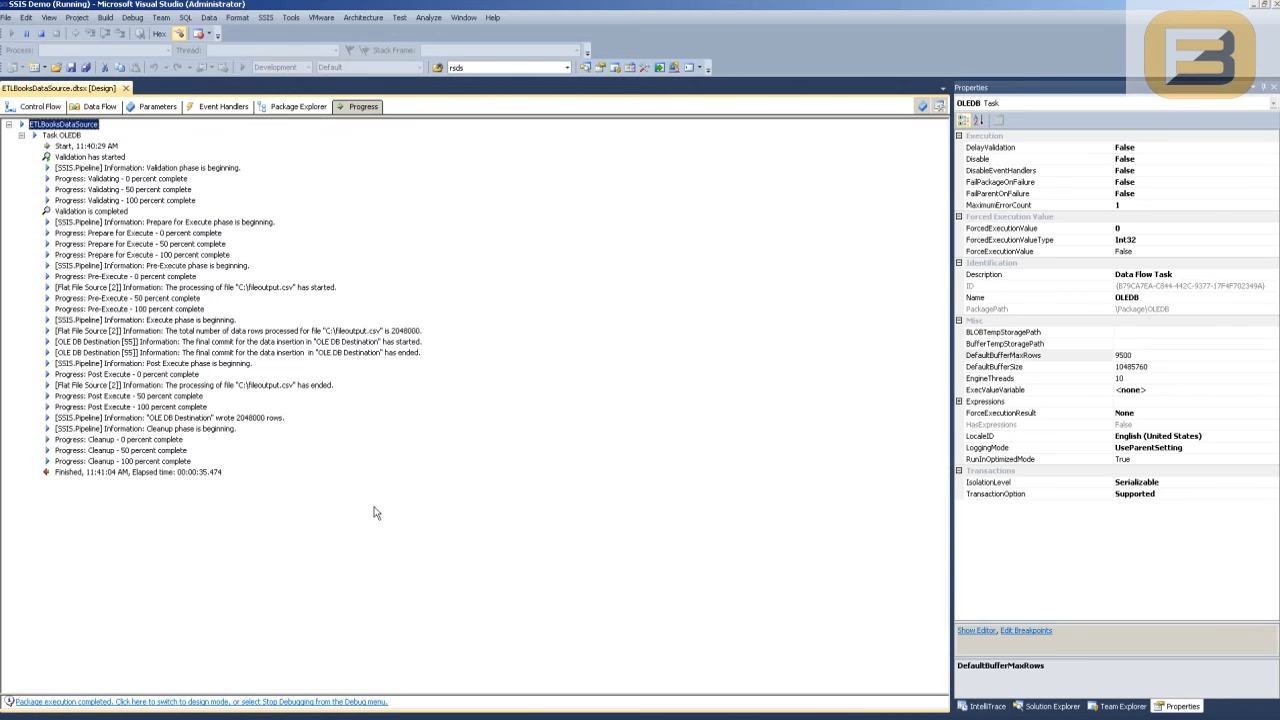 SSIS Demo (Running) - Microsoft Visual Studio (Administrator)
File Edit View Project Build Debug Team SQL Data Format SSIS Tools VMware Architecture Test Analyze Window Help
Hex
Process: Thread: Stack Frame:
Development Default rsds
ETLBooksDataSource.dtsx [Design]
Control Flow Data Flow Parameters Event Handlers Package Explorer Progress
ETLBooksDataSource
Task OLEDB
Start, 11:40:29 AM
Validation has started
[SSIS.Pipeline] Information: Validation phase is beginning.
Progress: Validating - 0 percent complete
Progress: Validating - 50 percent complete
Progress: Validating - 100 percent complete
Validation is completed
[SSIS.Pipeline] Information: Prepare for Execute phase is beginning.
Progress: Prepare for Execute - 0 percent complete
Progress: Prepare for Execute - 50 percent complete
Progress: Prepare for Execute - 100 percent complete
[SSIS.Pipeline] Information: Pre-Execute phase is beginning.
Progress: Pre-Execute - 0 percent complete
[Flat File Source [2]] Information: The processing of file "C:\fileoutput.csv" has started.
Progress: Pre-Execute - 50 percent complete
Progress: Pre-Execute - 100 percent complete
[SSIS.Pipeline] Information: Execute phase is beginning.
[Flat File Source [2]] Information: The total number of data rows processed for file "C:\fileoutput.csv" is 2048000.
[OLE DB Destination [55]] Information: The final commit for the data insertion in "OLE DB Destination" has started.
[OLE DB Destination [55]] Information: The final commit for the data insertion  in "OLE DB Destination" has ended.
[SSIS.Pipeline] Information: Post Execute phase is beginning.
Progress: Post Execute - 0 percent complete
[Flat File Source [2]] Information: The processing of file "C:\fileoutput.csv" has ended.
Progress: Post Execute - 50 percent complete
Progress: Post Execute - 100 percent complete
[SSIS.Pipeline] Information: "OLE DB Destination" wrote 2048000 rows.
[SSIS.Pipeline] Information: Cleanup phase is beginning.
Progress: Cleanup - 0 percent complete
Progress: Cleanup - 50 percent complete
Progress: Cleanup - 100 percent complete
Finished, 11:41:04 AM, Elapsed time: 00:00:35.474
Package execution completed. Click here to switch to design mode, or select Stop Debugging from the Debug menu.
Properties
OLEDB Task
Execution
DelayValidation False
Disable False
DisableEventHandlers False
FailPackageOnFailure False
FailParentOnFailure False
MaximumErrorCount 1
Forced Execution Value
ForcedExecutionValue 0
ForcedExecutionValueType Int32
ForceExecutionValue False
Identification
Description Data Flow Task
ID {B79CA7EA-C844-442C-9377-17F4F702349A}
Name OLEDB
PackagePath \Package\OLEDB
Misc
BLOBTempStoragePath
BufferTempStoragePath
DefaultBufferMaxRows 9500
DefaultBufferSize 10485760
EngineThreads 10
ExecValueVariable <none>
Expressions
ForceExecutionResult None
HasExpressions False
LocaleID English (United States)
LoggingMode UseParentSetting
RunInOptimizedMode True
Transactions
IsolationLevel Serializable
TransactionOption Supported
Show Editor, Edit Breakpoints
DefaultBufferMaxRows
IntelliTrace Solution Explorer Team Explorer Properties